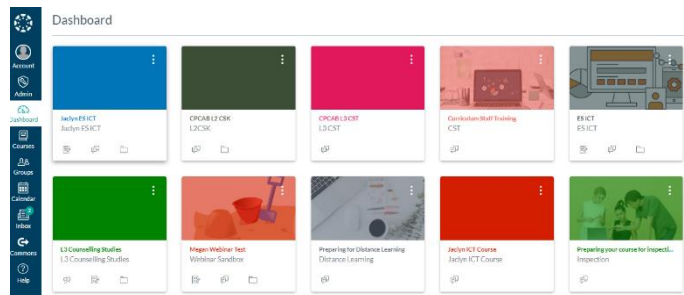 Dashboard
Account
Admin
Dashboard
Courses
Groups
Calendar
2
Inbox
Commons
Help
Jaclyn ES ICT
Jaclyn ES ICT
CPCAB L2 CSK
L2CSK
CPCAB L3 CST
L3 CST
Curriculum Staff Training
CST
ES ICT
ES ICT
L3 Counselling Studies
L3 Counselling Studies
Megan Webinar Test
Webinar Sandbox
Preparing for Distance Learning
Distance Learning
Jaclyn ICT Course
Jaclyn ICT Course
Preparing your course for inspecti...
Inspection